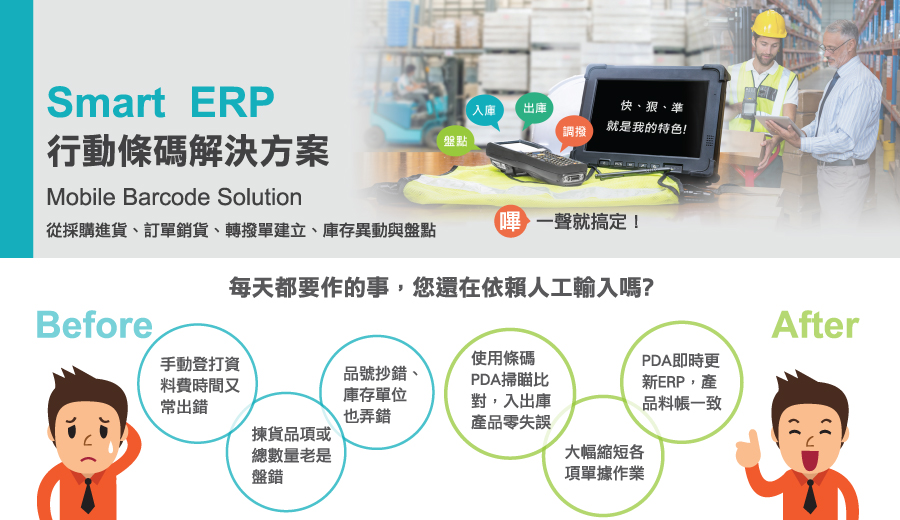 Smart ERP
行動條碼解決方案
Mobile Barcode Solution
從採購進貨、訂單銷貨、轉撥單建立、庫存異動與盤點
入庫
出庫
調撥
盤點
快、狠、準
就是我的特色!
嗶 一聲就搞定！
每天都要作的事，您還在依賴人工輸入嗎?
Before
手動登打資
料費時間又
常出錯
揀貨品項或
總數量老是
盤錯
品號抄錯、
庫存單位
也弄錯
After
使用條碼
PDA掃瞄比
對，入出庫
產品零失誤
大幅縮短各
項單據作業
PDA即時更
新ERP，產
品料帳一致